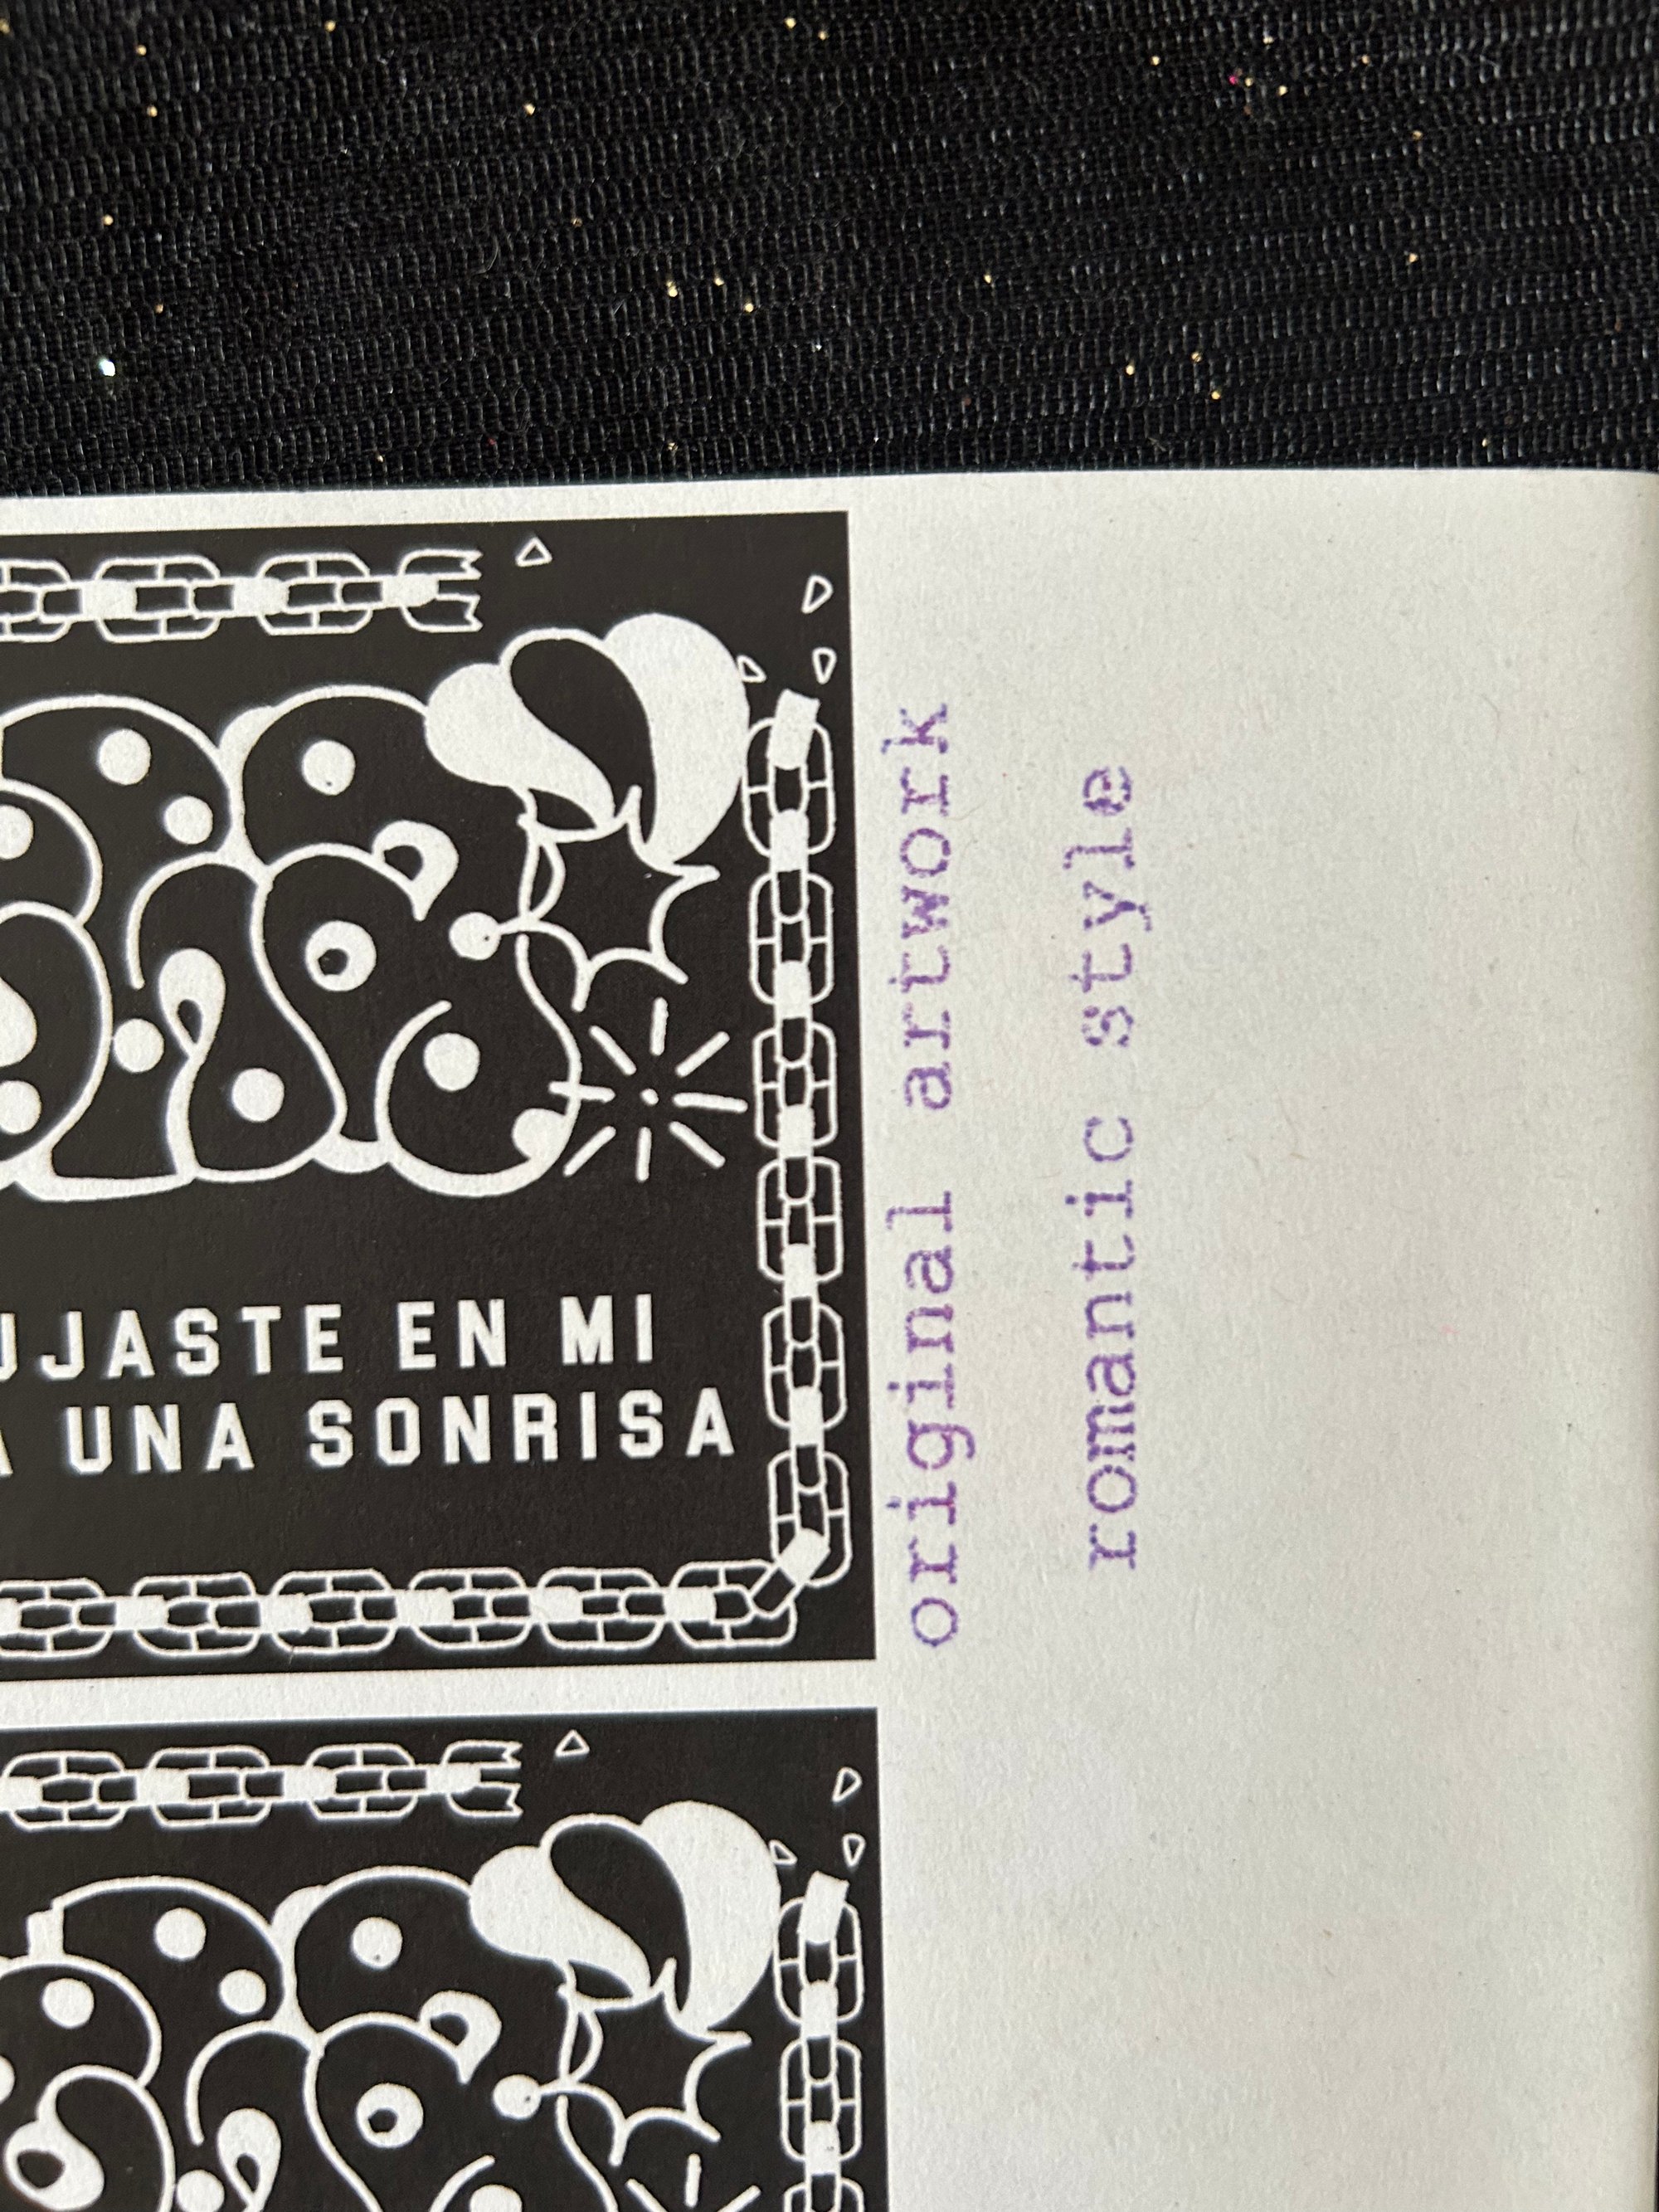 UJASTE EN MI
A UNA SONRISA
original artwork
romantic style